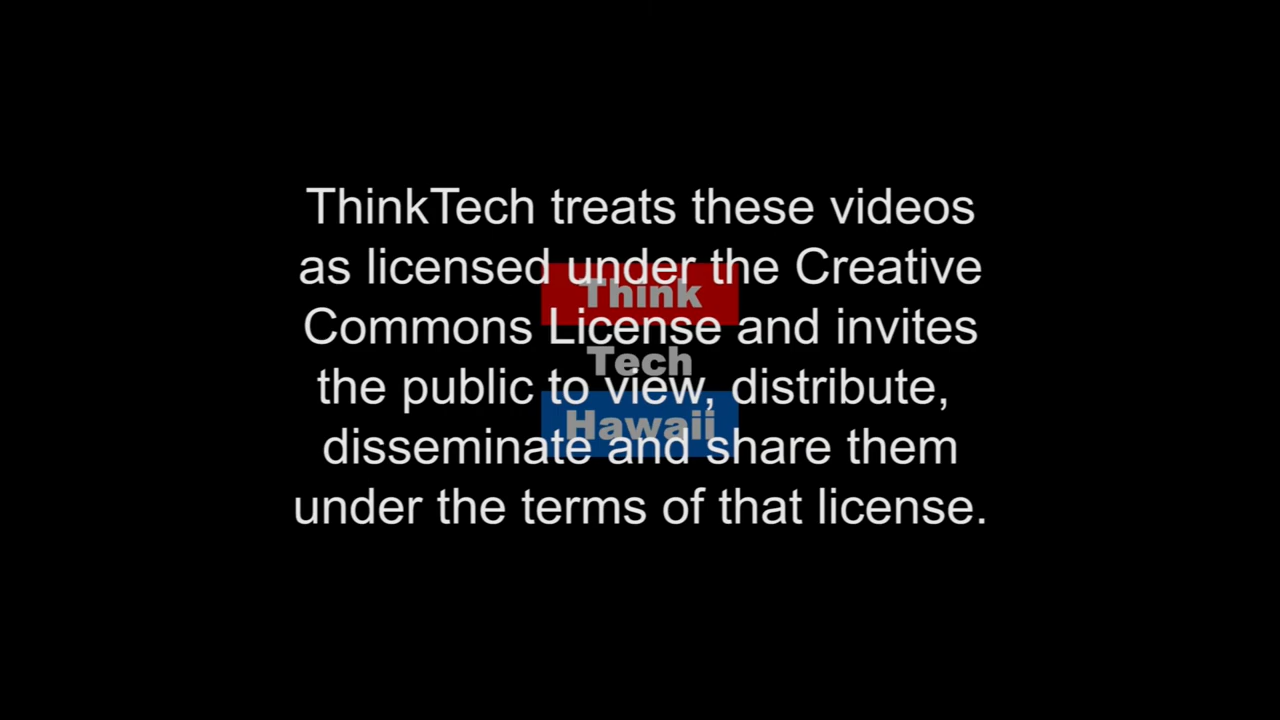 ThinkTech treats these videos
as licensed under the Creative
Think
Commons License and invites
Tech
the public to view, distribute,
Hawaii
disseminate and share them
under the terms of that license.